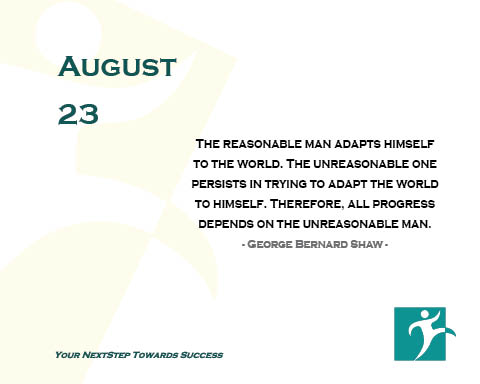 August
23
The reasonable man adapts himself
to the world. The unreasonable one
persists in trying to adapt the world
to himself. Therefore, all progress
depends on the unreasonable man.
- George Bernard Shaw -
Your NextStep Towards Success